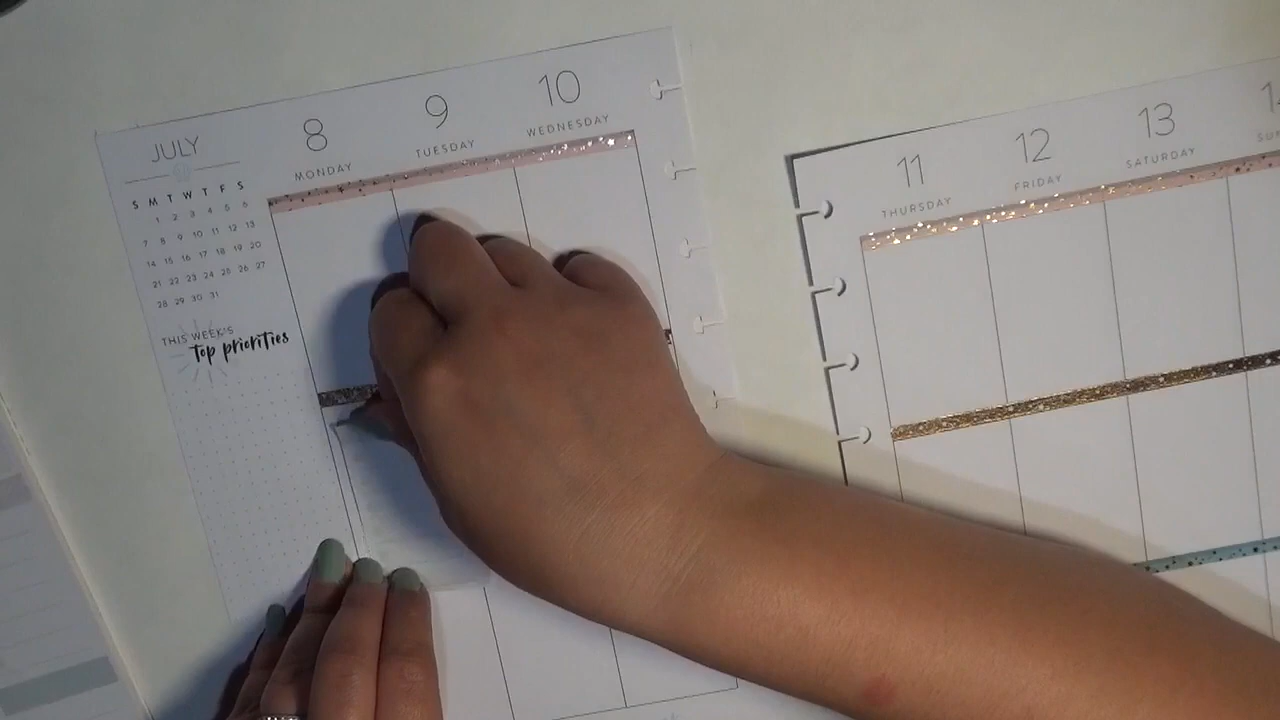 JULY
S M T W T F S
1 2 3 4 5 6
7 8 9 10 11 12 13
14 15 16 17 18 19 20
21 22 23 24 25 26 27
28 29 30 31
THIS WEEK'S
top priorities
8
MONDAY
9
TUESDAY
10
WEDNESDAY
11
THURSDAY
12
FRIDAY
13
SATURDAY